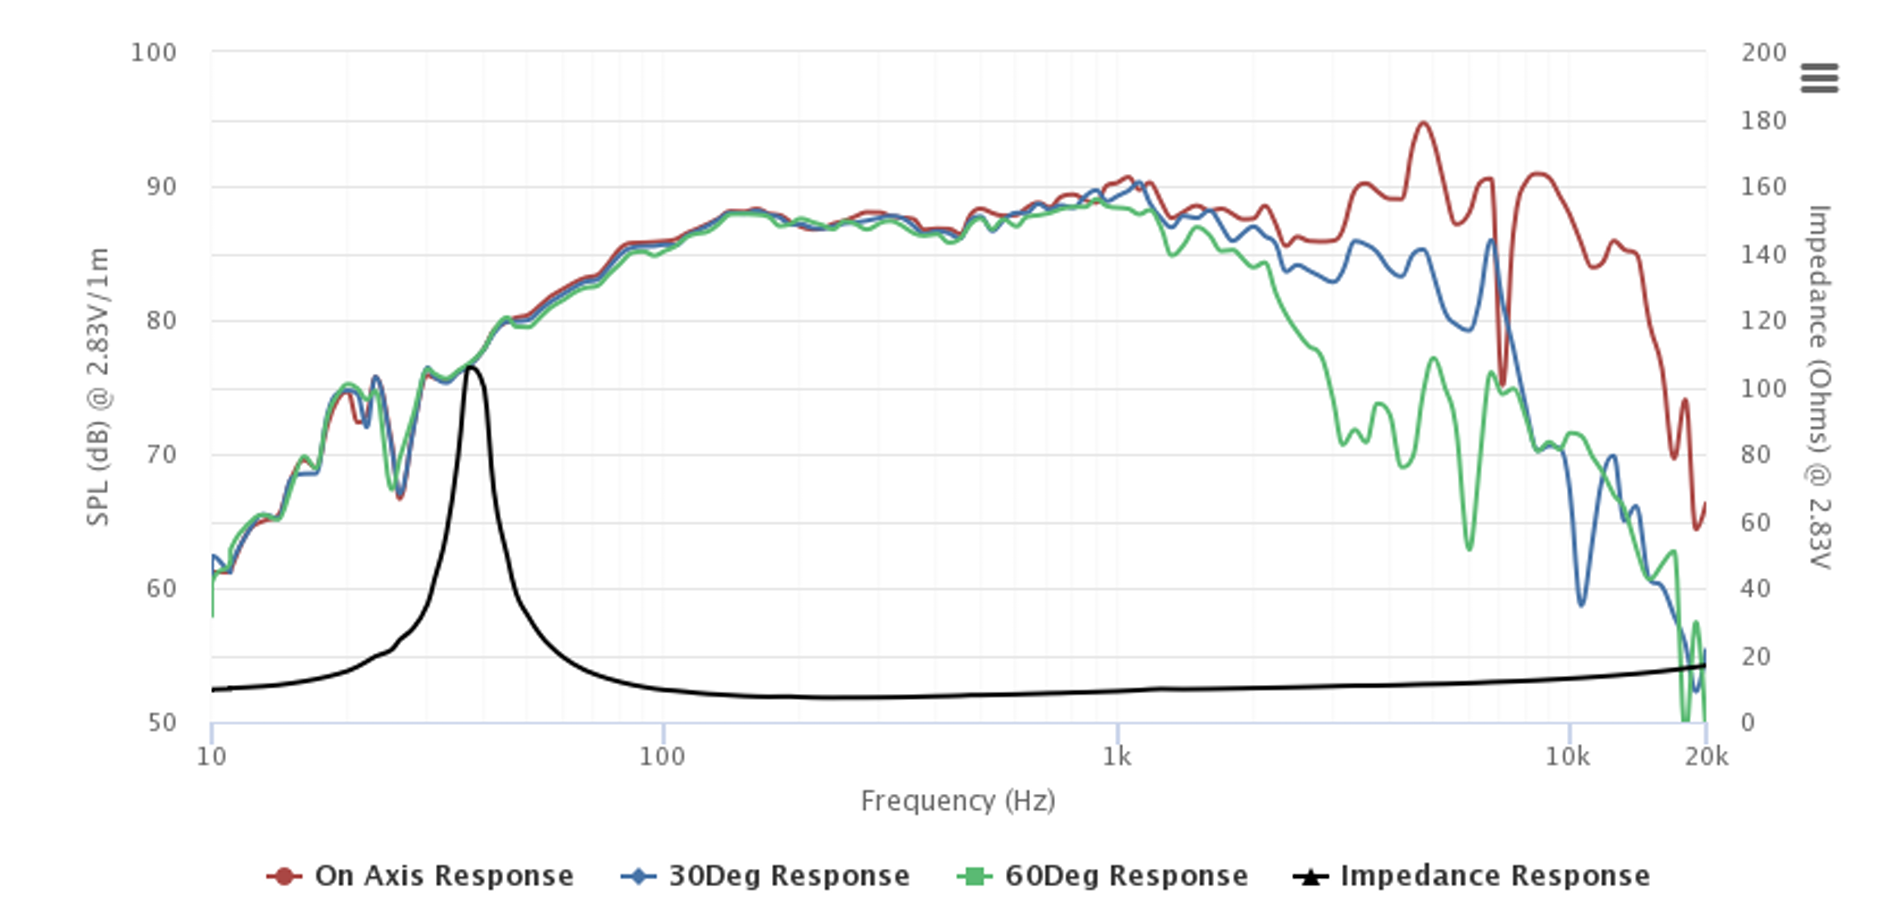 100
90
80
70
60
50
SPL (dB) @ 2.83V/1m
200
180
160
140
120
100
80
60
40
20
0
Impedance (Ohms) @ 2.83V
10
100
1k
10k
20k
Frequency (Hz)
On Axis Response
30Deg Response
60Deg Response
Impedance Response